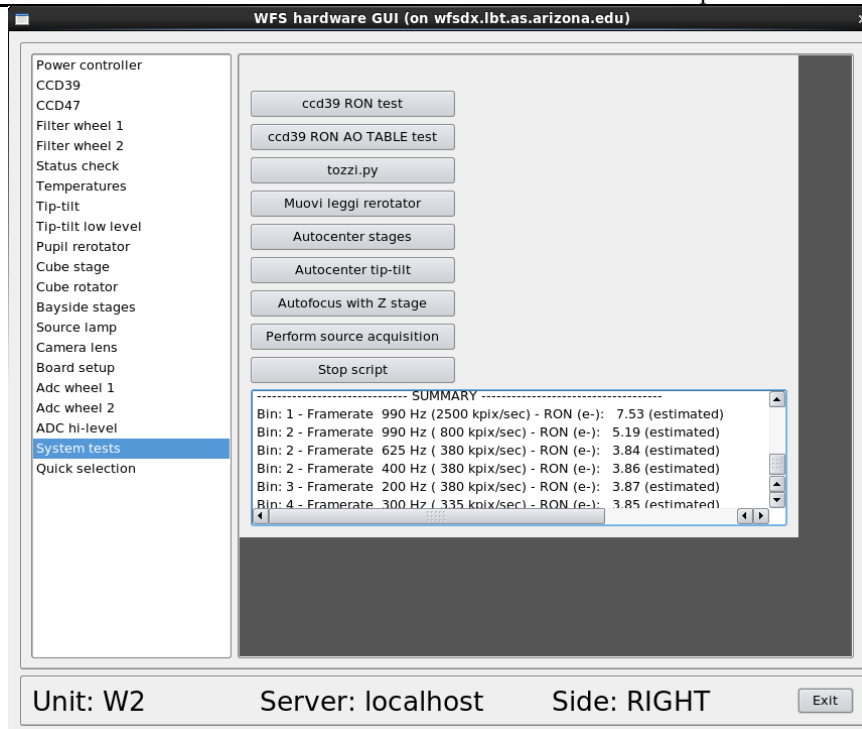 WFS hardware GUI (on wfsdx.lbt.as.arizona.edu)
Power controller
CCD39
CCD47
Filter wheel 1
Filter wheel 2
Status check
Temperatures
Tip-tilt
Tip-tilt low level
Pupil rerotator
Cube stage
Cube rotator
Bayside stages
Source lamp
Camera lens
Board setup
Adc wheel 1
Adc wheel 2
ADC hi-level
System tests
Quick selection
ccd39 RON test
ccd39 RON AO TABLE test
tozzi.py
Muovi leggi rerotator
Autocenter stages
Autocenter tip-tilt
Autofocus with Z stage
Perform source acquisition
Stop script
------------------------------ SUMMARY ------------------------------------
Bin: 1 - Framerate 990 Hz (2500 kpix/sec) - RON (e-): 7.53 (estimated)
Bin: 2 - Framerate 990 Hz ( 800 kpix/sec) - RON (e-): 5.19 (estimated)
Bin: 2 - Framerate 625 Hz ( 380 kpix/sec) - RON (e-): 3.84 (estimated)
Bin: 2 - Framerate 400 Hz ( 380 kpix/sec) - RON (e-): 3.86 (estimated)
Bin: 3 - Framerate 200 Hz ( 380 kpix/sec) - RON (e-): 3.87 (estimated)
Bin: 4 - Framerate 300 Hz ( 335 kpix/sec) - RON (e-): 3.85 (estimated)
Unit: W2 Server: localhost Side: RIGHT Exit